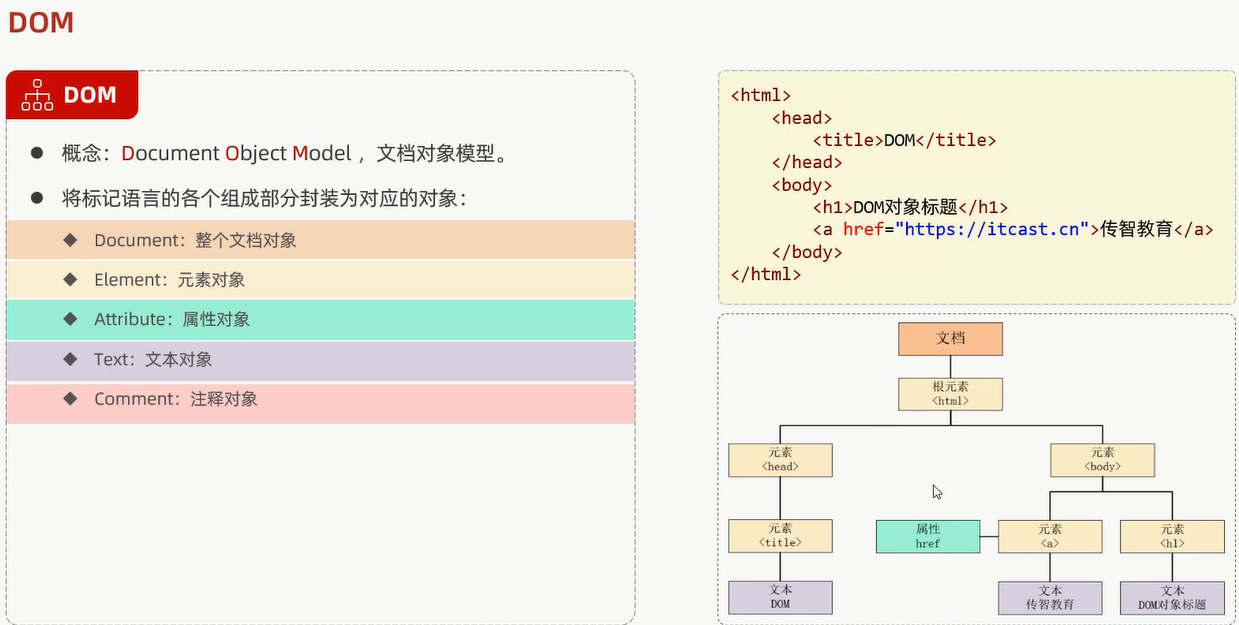 DOM
DOM
概念：Document Object Model ，文档对象模型。
将标记语言的各个组成部分封装为对应的对象：
Document：整个文档对象
Element：元素对象
Attribute：属性对象
Text：文本对象
Comment：注释对象
<html>
<head>
<title>DOM</title>
</head>
<body>
<h1>DOM对象标题</h1>
<a href="https://itcast.cn">传智教育</a>
</body>
</html>
文档
根元素
<html>
元素
<head>
元素
<body>
元素
<title>
属性
href
元素
<a>
元素
<h1>
文本
DOM
文本
传智教育
文本
DOM对象标题